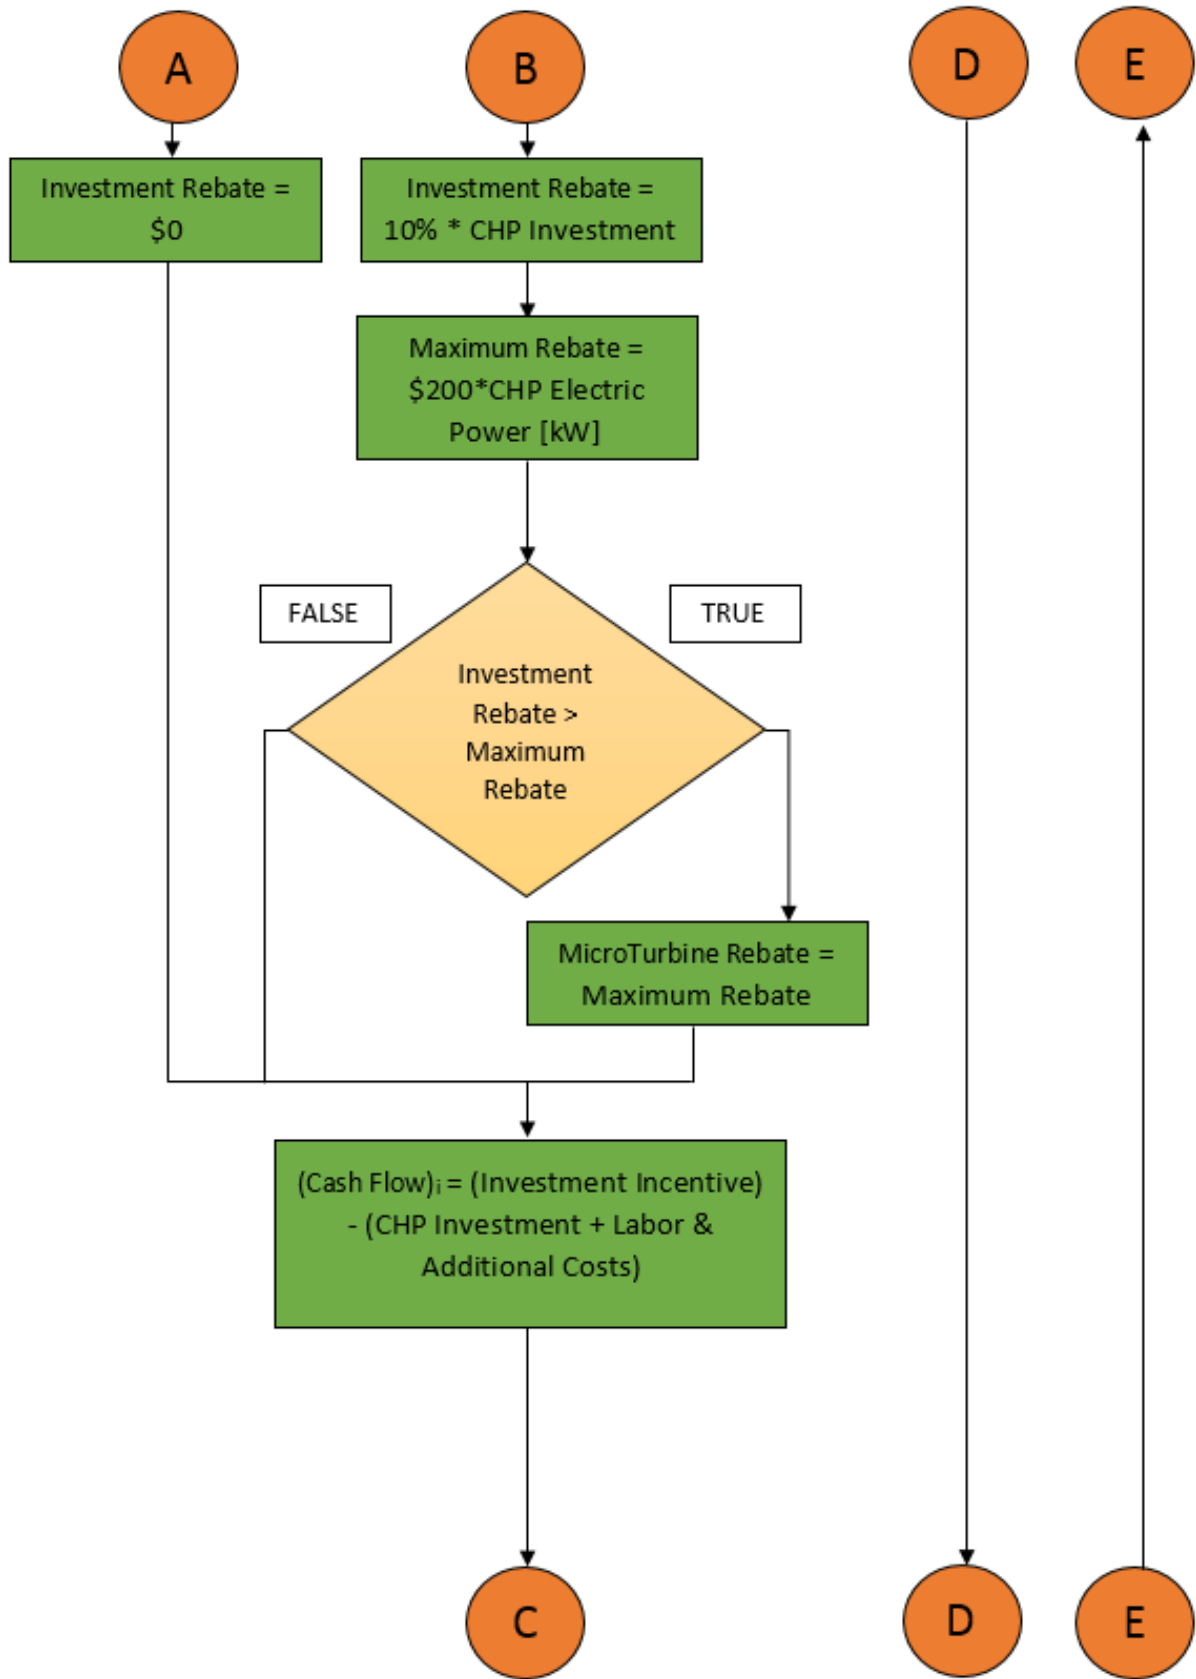 A
B
D
E
Investment Rebate =
$0
Investment Rebate =
10% * CHP Investment
Maximum Rebate =
$200*CHP Electric
Power [kW]
FALSE
TRUE
Investment
Rebate >
Maximum
Rebate
MicroTurbine Rebate =
Maximum Rebate
(Cash Flow)ᵢ = (Investment Incentive)
- (CHP Investment + Labor &
Additional Costs)
C
D
E